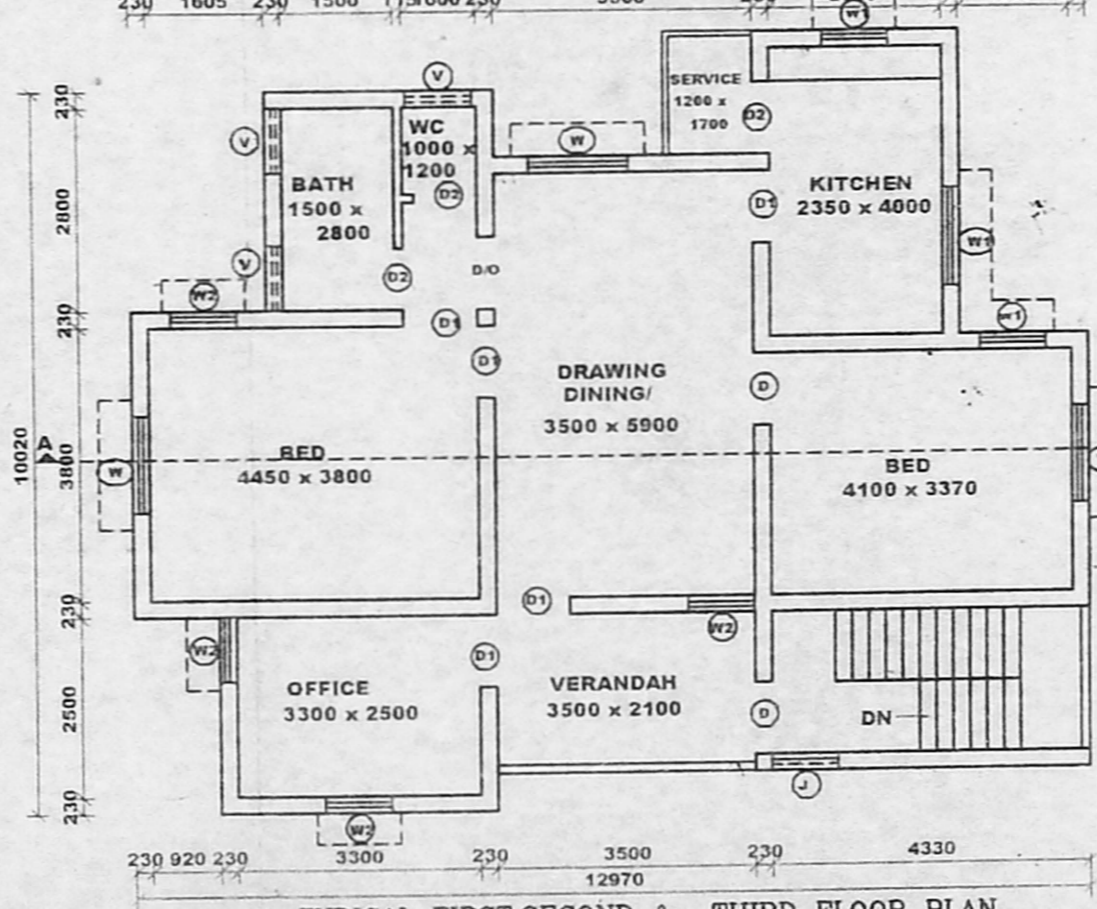 230 1605 230 1500 115 1000 230 3500
W1
V
SERVICE
1200 x
1700
D2
WC
1000 x
1200
D2
V
W
BATH
1500 x
2800
D1
KITCHEN
2350 x 4000
W1
V
D2
D/O
W2
D1
W1
D1
DRAWING
DINING/
3500 x 5900
D
A
W
BED
4450 x 3800
BED
4100 x 3370
D1
W2
W2
D1
OFFICE
3300 x 2500
VERANDAH
3500 x 2100
DN
D
J
W2
230
2800
230
3800
230
2500
230
10020
230 920 230 3300 230 3500 230 4330
12970
FIRST SECOND & THIRD FLOOR PLAN